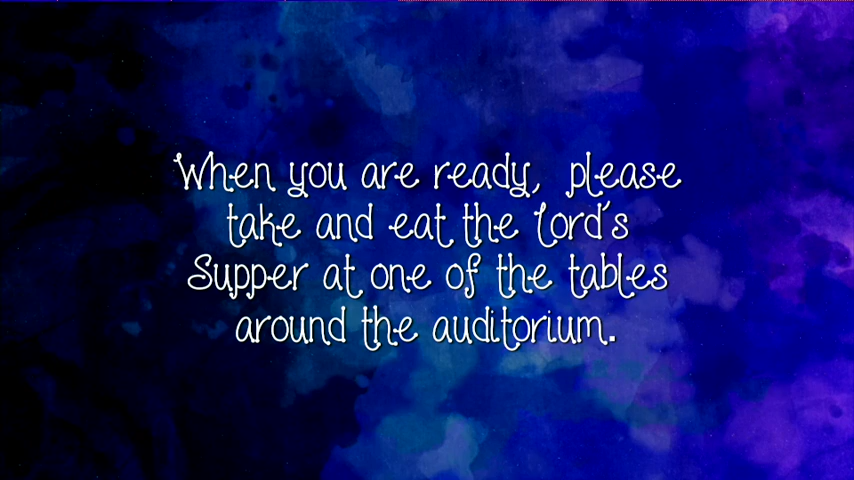 When you are ready,  please
take and eat the Lord's
Supper at one of the tables
around the auditorium.